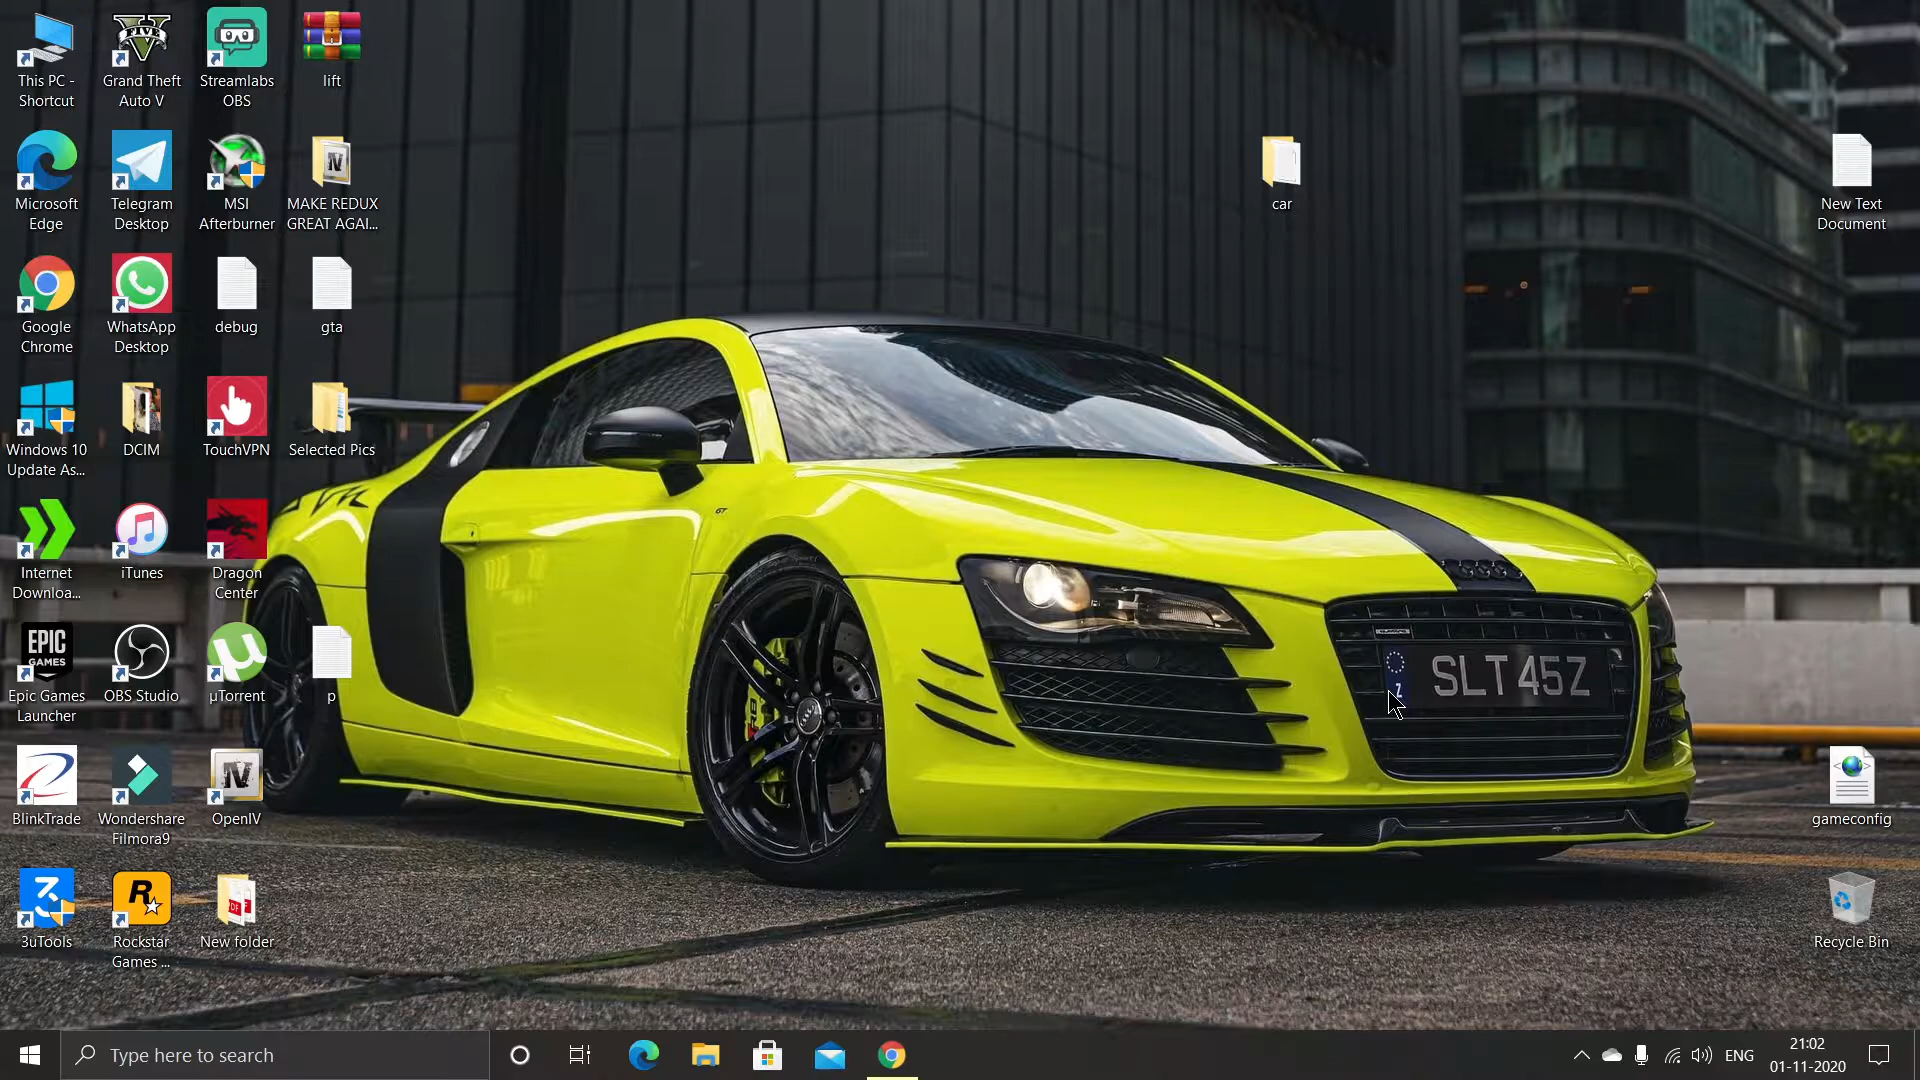 This PC -
Shortcut
Grand Theft
Auto V
Streamlabs
OBS
lift
Microsoft
Edge
Telegram
Desktop
MSI
Afterburner
MAKE REDUX
GREAT AGAI...
car
New Text
Document
Google
Chrome
WhatsApp
Desktop
debug
gta
Windows 10
Update As...
DCIM
TouchVPN
Selected Pics
Internet
Downloa...
iTunes
Dragon
Center
EPIC
GAMES
Epic Games
Launcher
OBS Studio
µTorrent
p
GT
SLT 45Z
Z
BlinkTrade
Wondershare
Filmora9
OpenIV
gameconfig
3uTools
Rockstar
Games ...
New folder
Recycle Bin
Type here to search
ENG
21:02
01-11-2020